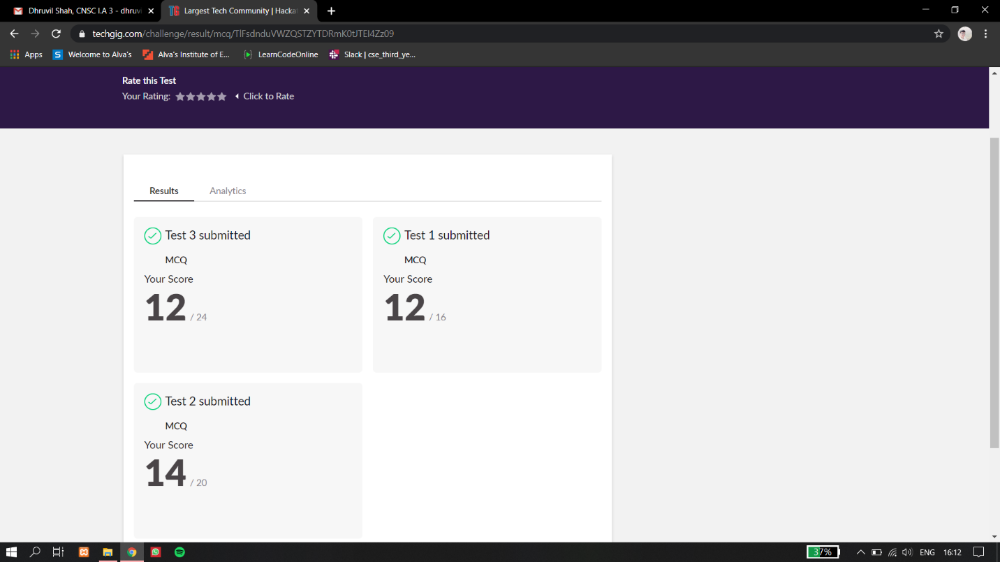 Dhruvil Shah, CNSC I.A 3 - dhruvi
Largest Tech Community | Hacka
techgig.com/challenge/result/mcq/TlFsdnduVWZQSTZYTDRmK0tJTEl4Zz09
Apps Welcome to Alva's Alva's Institute of E... LearnCodeOnline Slack | cse_third_ye...
Rate this Test
Your Rating: Click to Rate
Results Analytics
Test 3 submitted
MCQ
Your Score
12 / 24
Test 1 submitted
MCQ
Your Score
12 / 16
Test 2 submitted
MCQ
Your Score
14 / 20
37% ENG 16:12